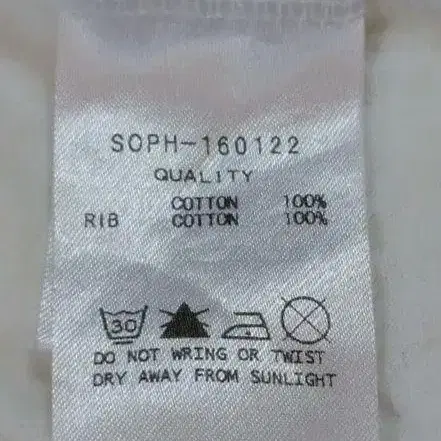 SOPH-160122
QUALITY
COTTON 100%
RIB COTTON 100%
30
DO NOT WRING OR TWIST
DRY AWAY FROM SUNLIGHT